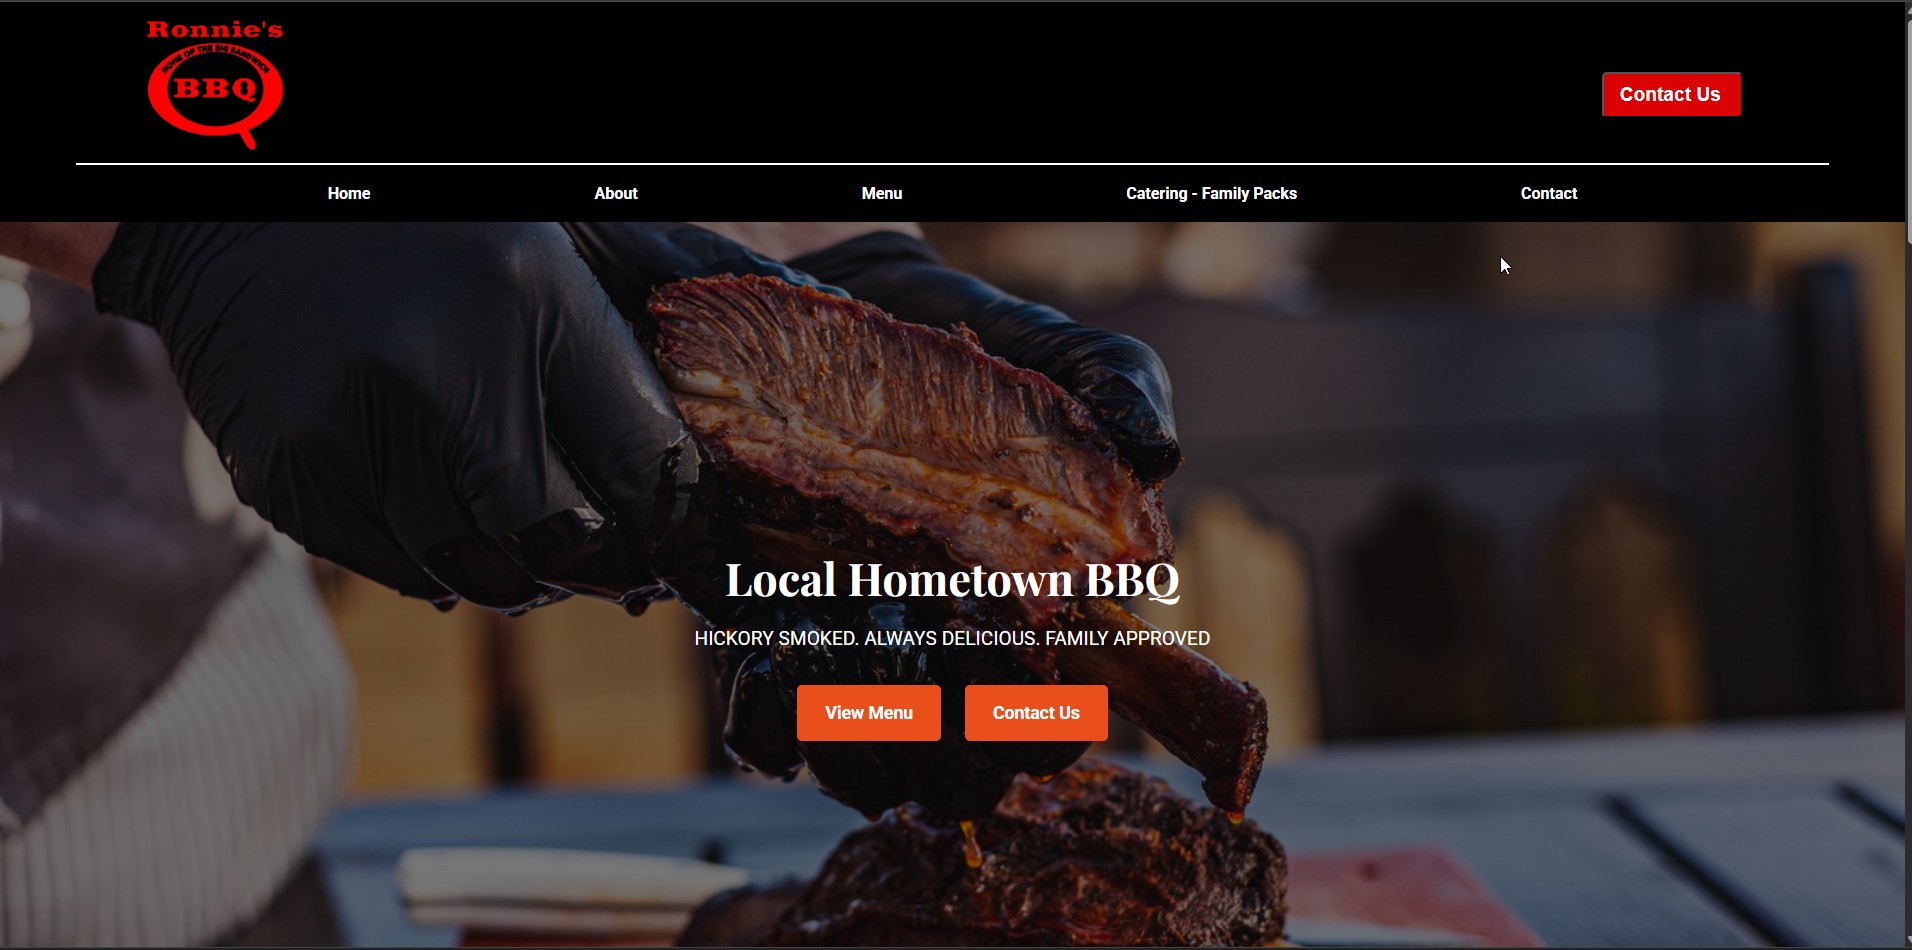 Ronnie's
HOME OF THE BIG SANDWICH
BBQ
Contact Us
Home
About
Menu
Catering - Family Packs
Contact
Local Hometown BBQ
HICKORY SMOKED. ALWAYS DELICIOUS. FAMILY APPROVED
View Menu
Contact Us